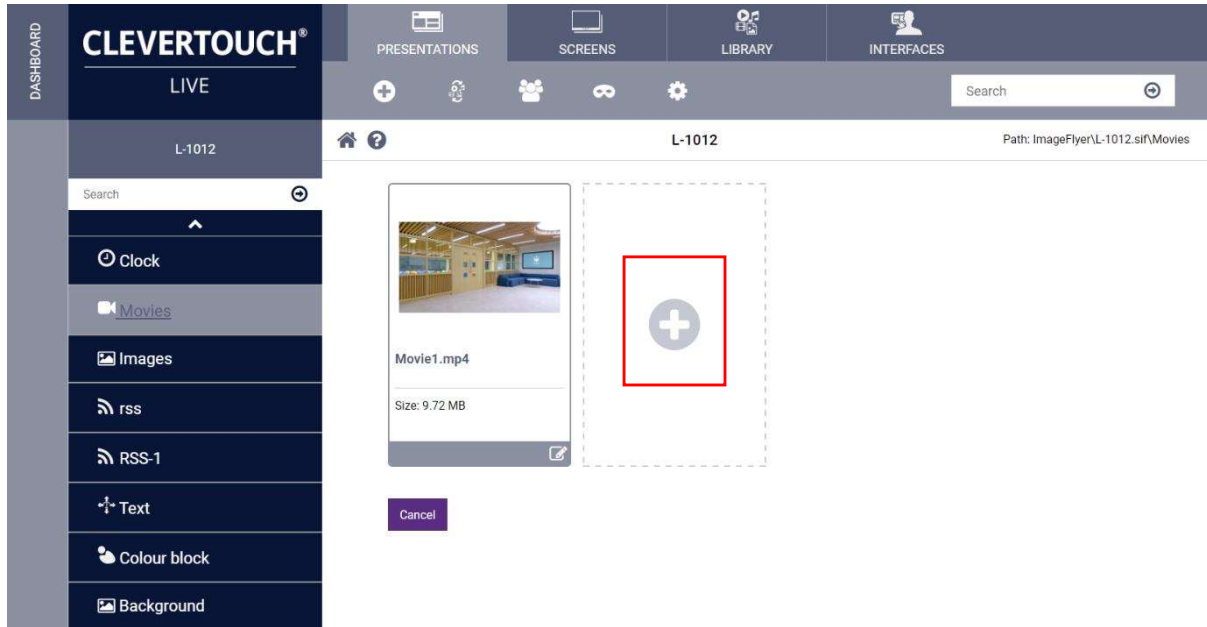 DASHBOARD
CLEVERTOUCH®
LIVE
PRESENTATIONS
SCREENS
LIBRARY
INTERFACES
Search
L-1012
L-1012
Path: ImageFlyer\L-1012.sif\Movies
Search
Clock
Movies
Images
rss
RSS-1
Text
Colour block
Background
Movie1.mp4
Size: 9.72 MB
Cancel